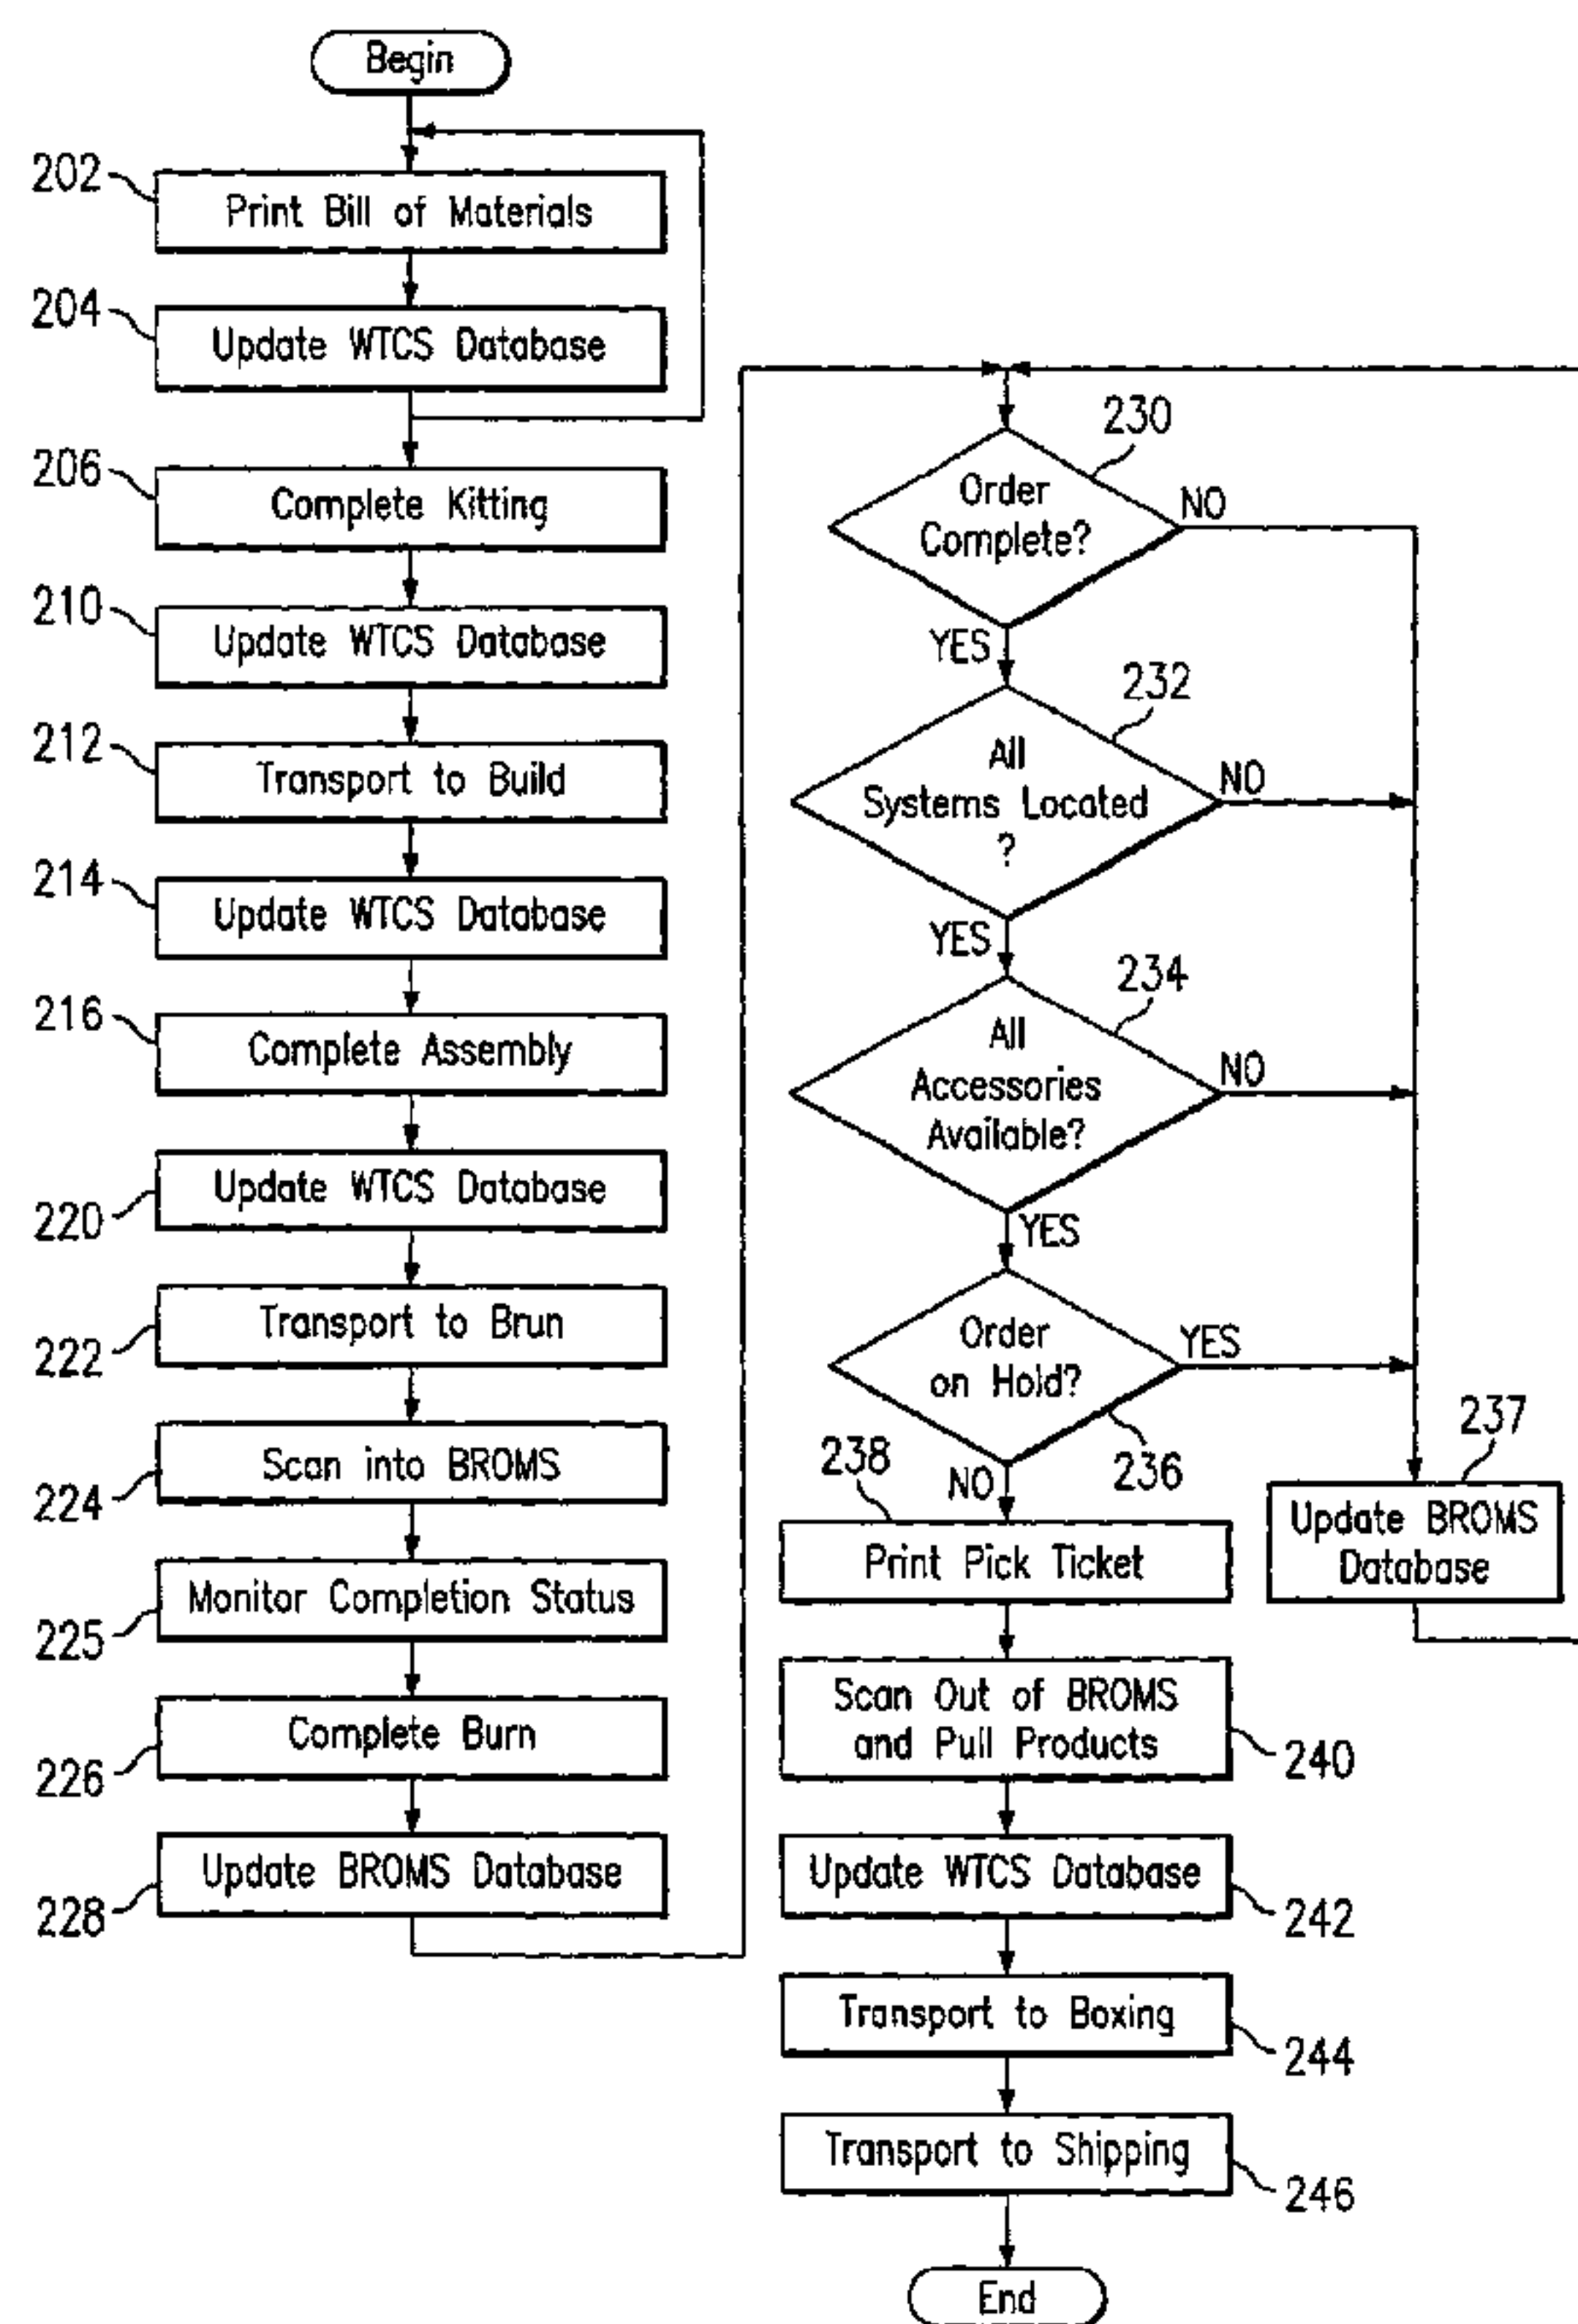 Begin
202
Print Bill of Materials
204
Update WTCS Database
206
Complete Kitting
210
Update WTCS Database
212
Transport to Build
214
Update WTCS Database
216
Complete Assembly
220
Update WTCS Database
222
Transport to Brun
224
Scan into BROMS
225
Monitor Completion Status
226
Complete Burn
228
Update BROMS Database
230
Order
Complete?
NO
YES
232
All
Systems Located
?
NO
YES
234
All
Accessories
Available?
NO
YES
Order
on Hold?
YES
236
NO
237
Update BROMS
Database
238
Print Pick Ticket
Scan Out of BROMS
and Pull Products
240
Update WTCS Database
242
Transport to Boxing
244
Transport to Shipping
246
End